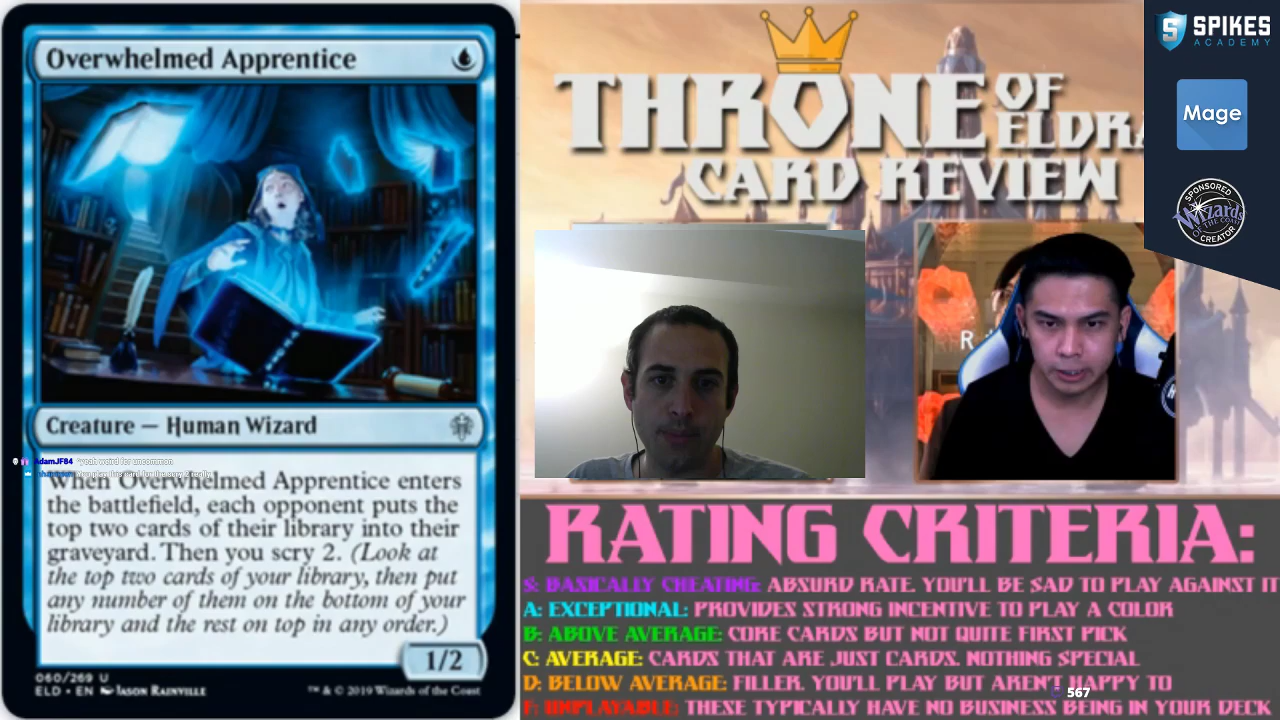 Overwhelmed Apprentice
Creature — Human Wizard
AdamJF84 yeah weird for uncommon
When Overwhelmed Apprentice enters
the battlefield, each opponent puts the
top two cards of their library into their
graveyard. Then you scry 2. (Look at
the top two cards of your library, then put
any number of them on the bottom of your
library and the rest on top in any order.)
1/2
060/269 U
ELD • EN JASON RAINVILLE
™ & © 2019 Wizards of the Coast
THRONE OF
ELDRA
CARD REVIEW
SPIKES
ACADEMY
Mage
SPONSORED
Wizards
OF THE COAST
CREATOR
R
RATING CRITERIA:
S: BASICALLY CHEATING: ABSURD RATE. YOU'LL BE SAD TO PLAY AGAINST IT
A: EXCEPTIONAL: PROVIDES STRONG INCENTIVE TO PLAY A COLOR
B: ABOVE AVERAGE: CORE CARDS BUT NOT QUITE FIRST PICK
C: AVERAGE: CARDS THAT ARE JUST CARDS. NOTHING SPECIAL
D: BELOW AVERAGE: FILLER. YOU'LL PLAY BUT AREN'T HAPPY TO
567
F: UNPLAYABLE: THESE TYPICALLY HAVE NO BUSINESS BEING IN YOUR DECK